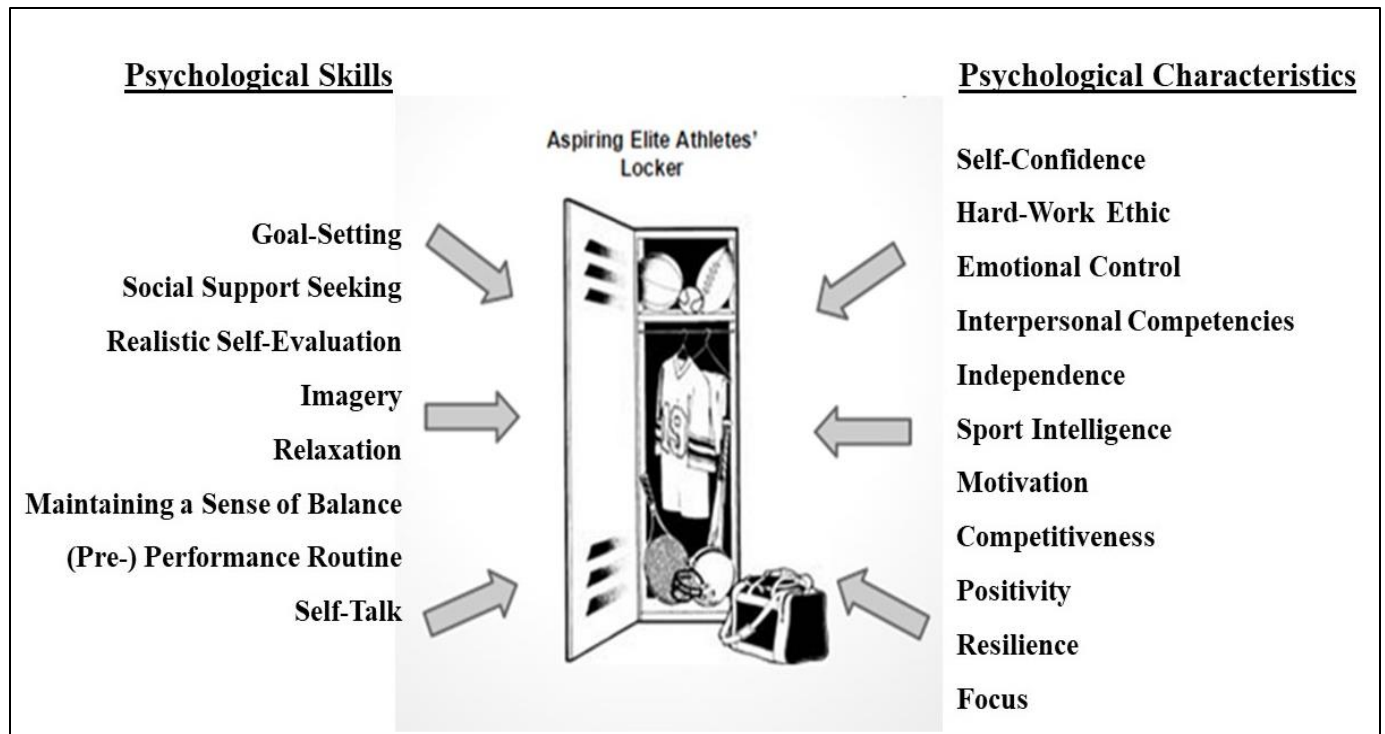 Psychological Skills
Psychological Characteristics
Aspiring Elite Athletes'
Locker
Goal-Setting
Social Support Seeking
Realistic Self-Evaluation
Imagery
Relaxation
Maintaining a Sense of Balance
(Pre-) Performance Routine
Self-Talk
19
Self-Confidence
Hard-Work Ethic
Emotional Control
Interpersonal Competencies
Independence
Sport Intelligence
Motivation
Competitiveness
Positivity
Resilience
Focus